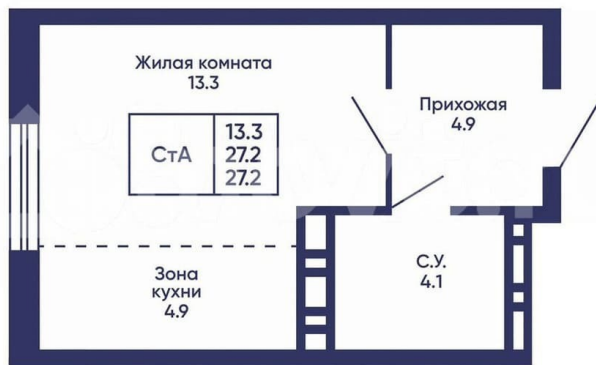 Жилая комната
13.3
Прихожая
4.9
СтА
13.3
27.2
27.2
Зона
кухни
4.9
С.У.
4.1